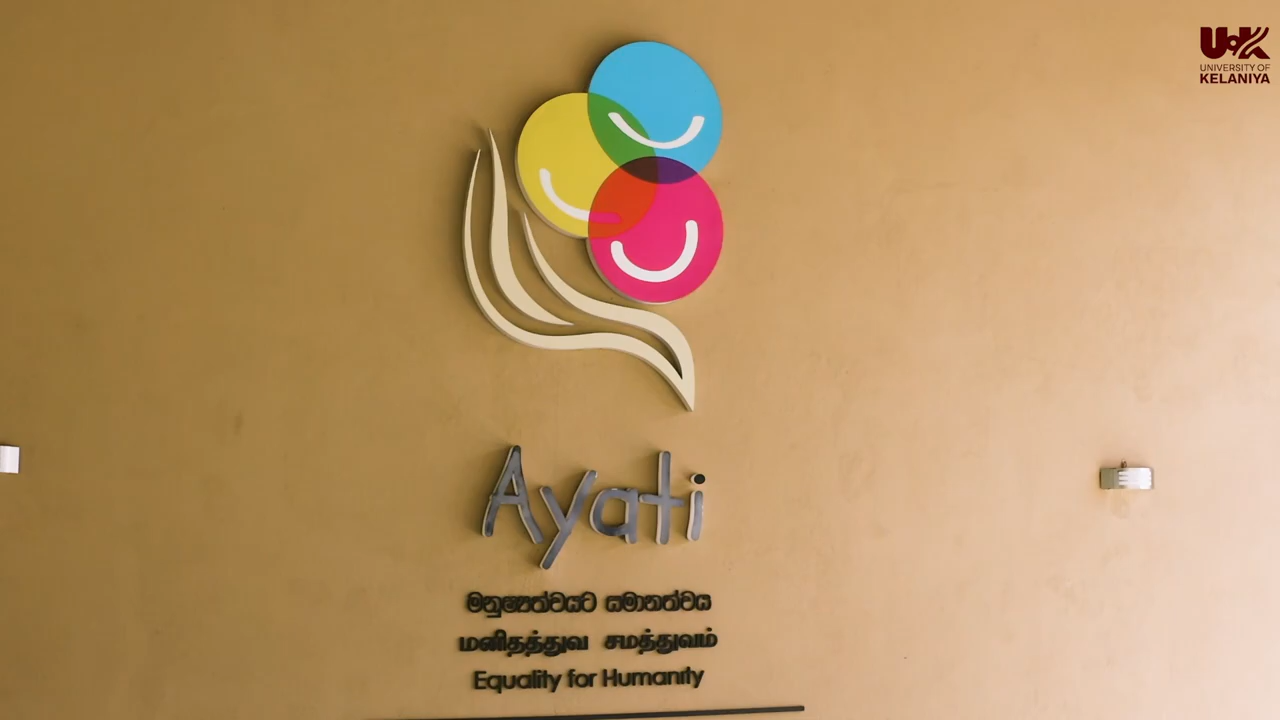 UoK
UNIVERSITY OF
KELANIYA
Ayati
මනුෂ්‍යත්වයට සමානත්වය
மனிதத்துவ சமத்துவம்
Equality for Humanity